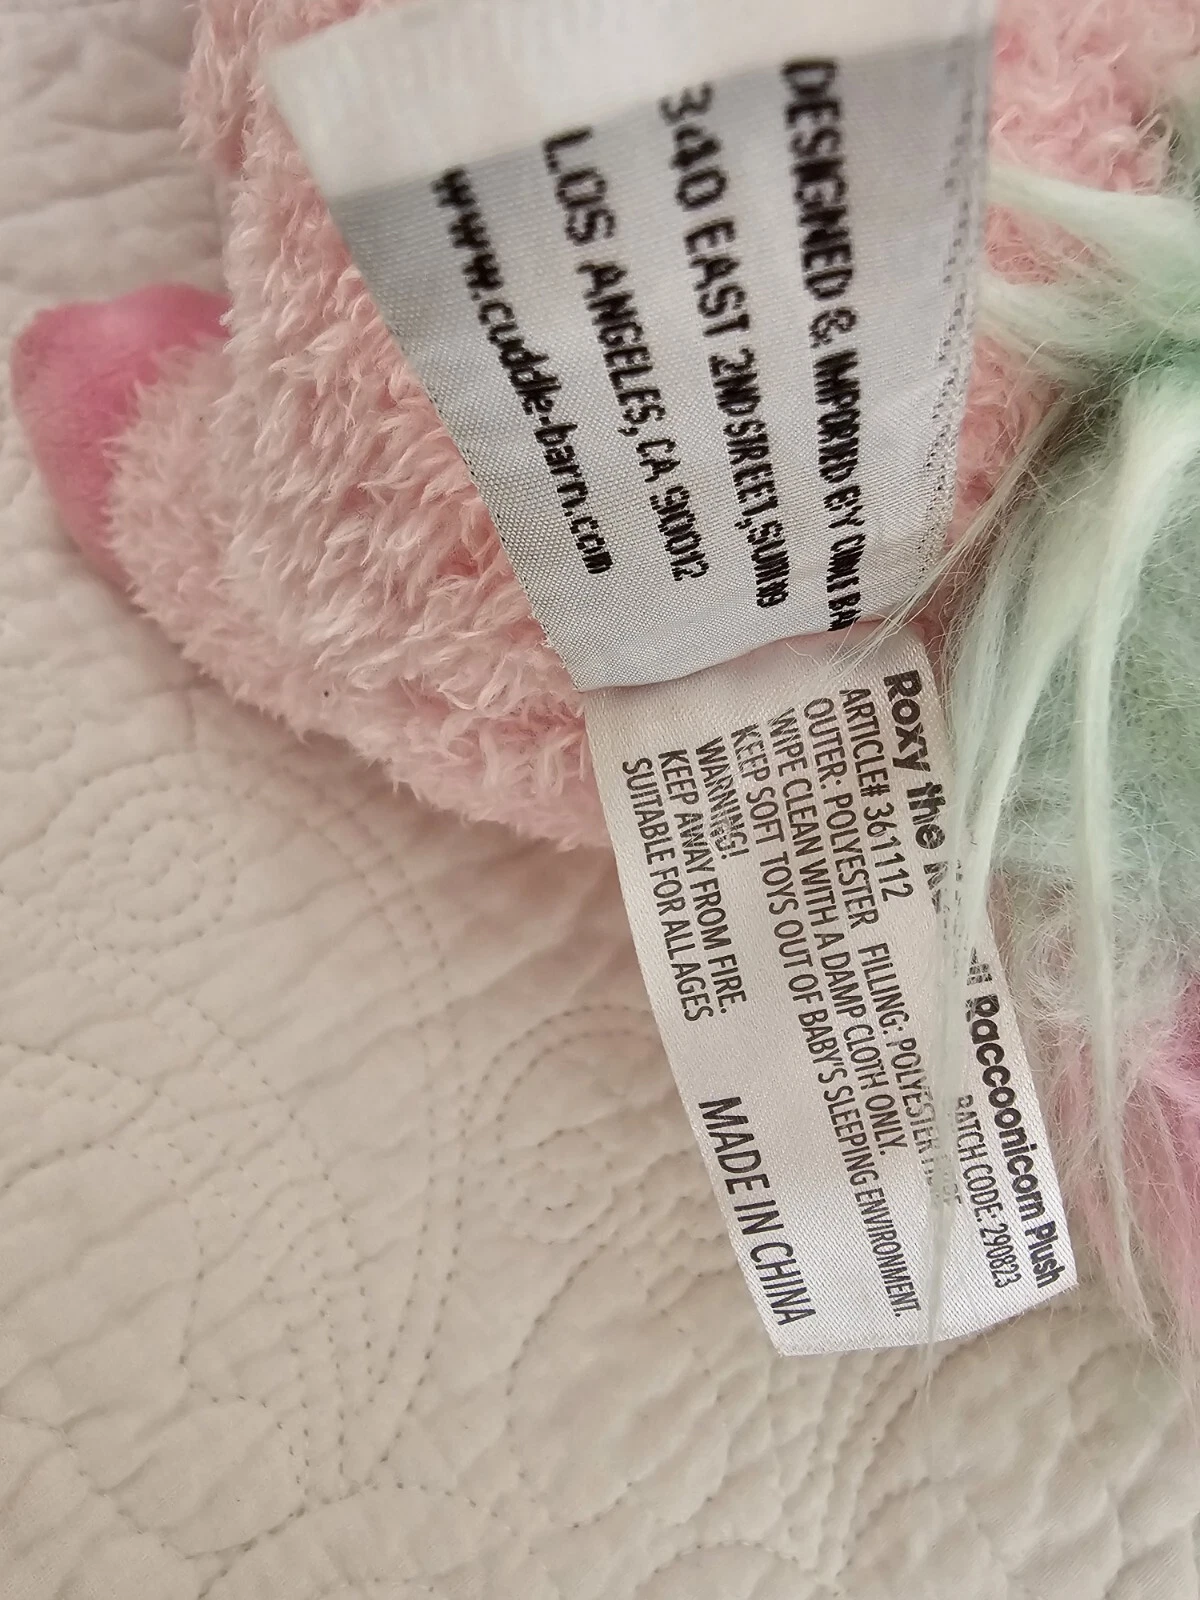 DESIGNED & IMPORTED BY
340 EAST 2ND STREET,
LOS ANGELES, CA 90012
www.cuddle-barn.com
Roxy the Raccoonicorn Plush
ARTICLE# 361112 BATCH CODE: 290823
OUTER: POLYESTER FILLING: POLYESTER
WIPE CLEAN WITH A DAMP CLOTH ONLY.
KEEP SOFT TOYS OUT OF BABY'S SLEEPING ENVIRONMENT.
WARNING!
KEEP AWAY FROM FIRE.
SUITABLE FOR ALL AGES
MADE IN CHINA